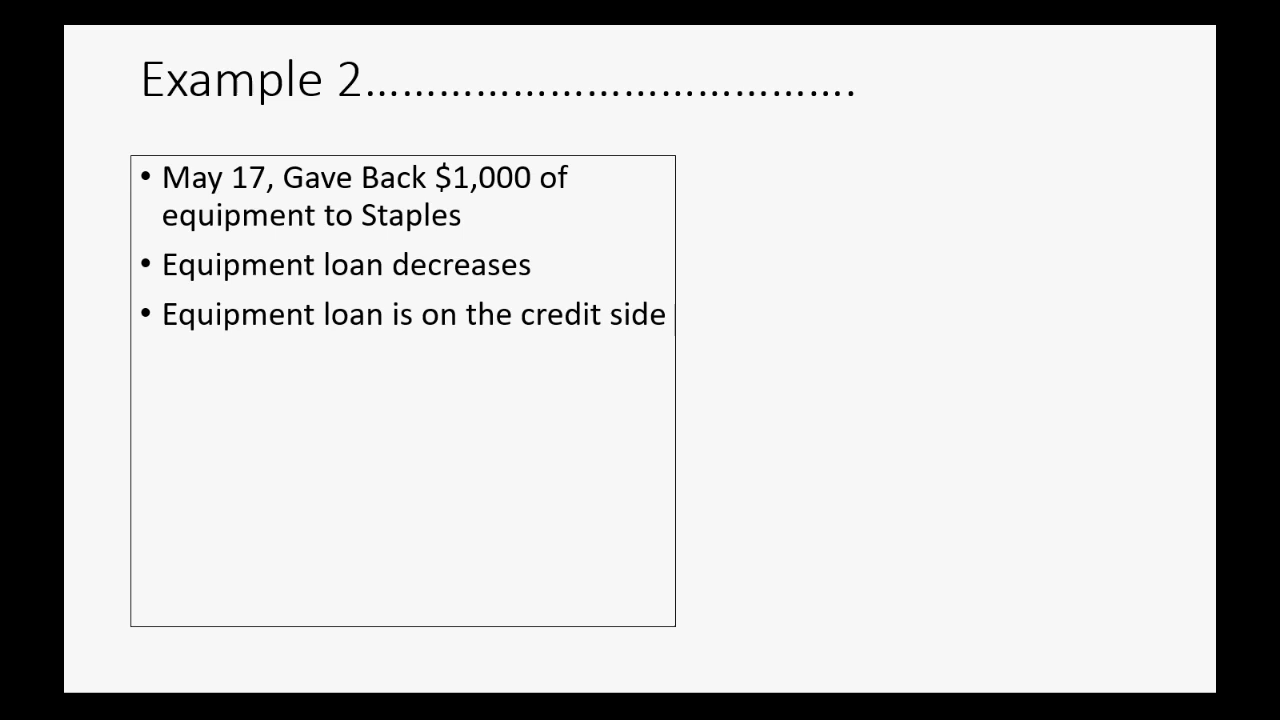 Example 2…………………………………….
• May 17, Gave Back $1,000 of
equipment to Staples
• Equipment loan decreases
• Equipment loan is on the credit side